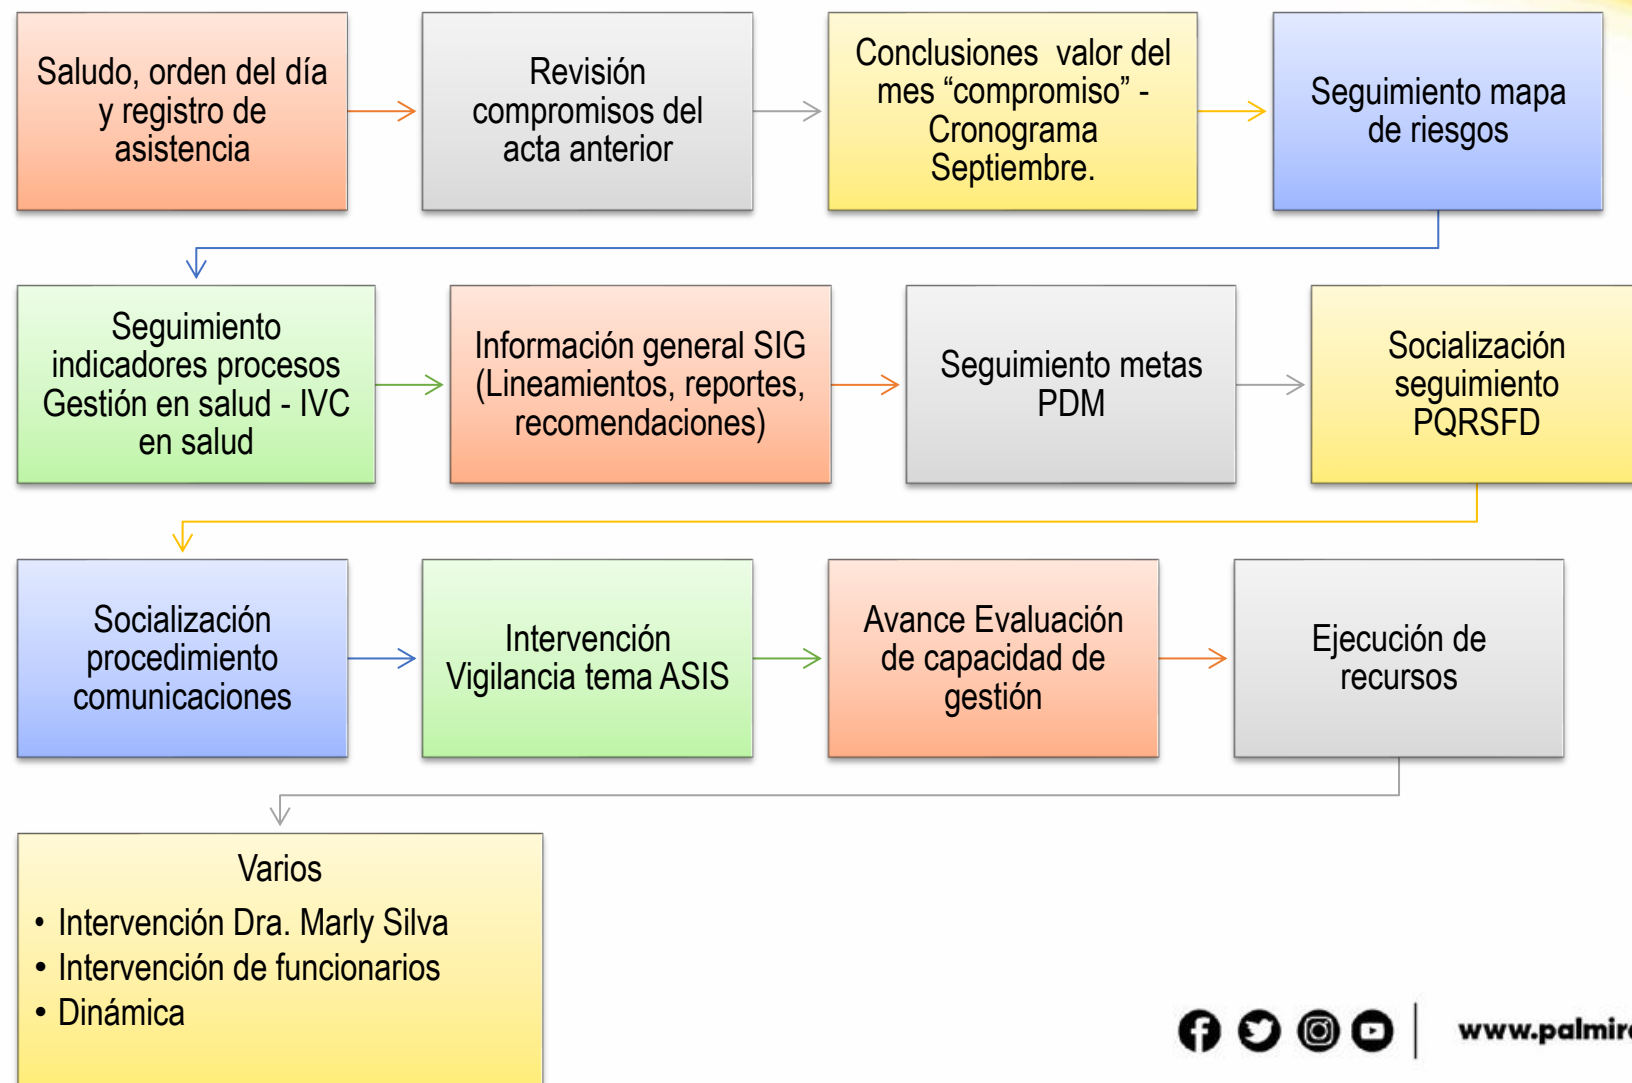 Saludo, orden del día
y registro de
asistencia
Revisión
compromisos del
acta anterior
Conclusiones valor del
mes “compromiso” -
Cronograma
Septiembre.
Seguimiento mapa
de riesgos
Seguimiento
indicadores procesos
Gestión en salud - IVC
en salud
Información general SIG
(Lineamientos, reportes,
recomendaciones)
Seguimiento metas
PDM
Socialización
seguimiento
PQRSFD
Socialización
procedimiento
comunicaciones
Intervención
Vigilancia tema ASIS
Avance Evaluación
de capacidad de
gestión
Ejecución de
recursos
Varios
• Intervención Dra. Marly Silva
• Intervención de funcionarios
• Dinámica
www.palmira